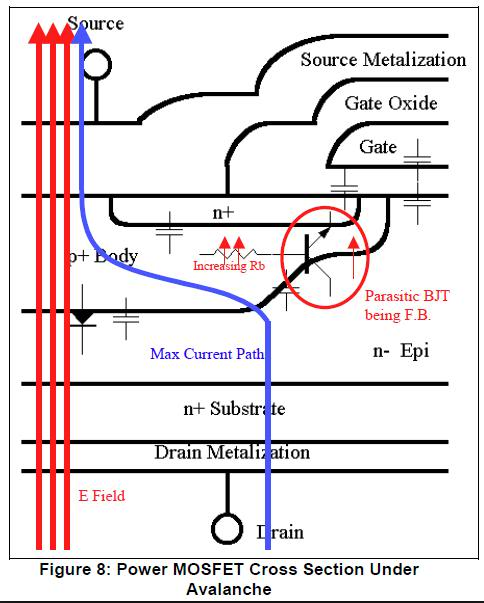 Source
Source Metalization
Gate Oxide
Gate
n+
p+ Body
Increasing Rb
Parasitic BJT
being F.B.
Max Current Path
n- Epi
n+ Substrate
Drain Metalization
E Field
Drain
Figure 8: Power MOSFET Cross Section Under
Avalanche